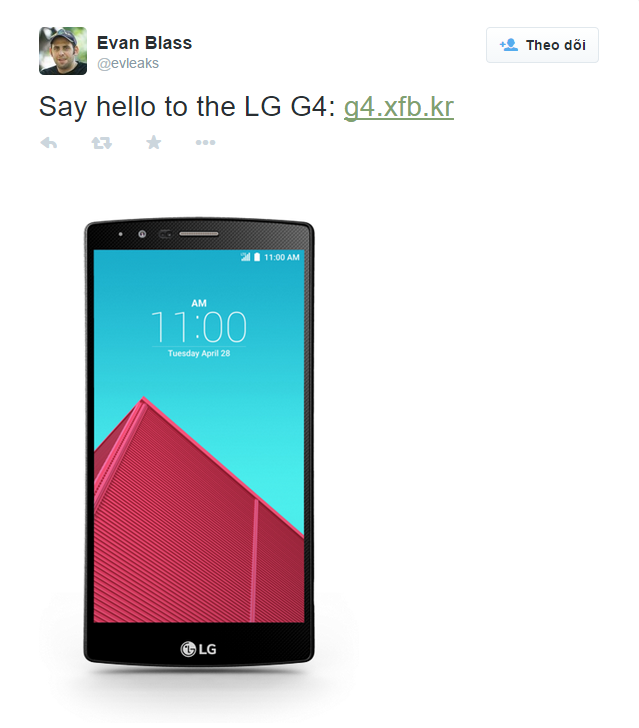 Evan Blass
@evleaks
Theo dõi
Say hello to the LG G4: g4.xfb.kr
11:00 AM
AM
11:00
Tuesday April 28
LG